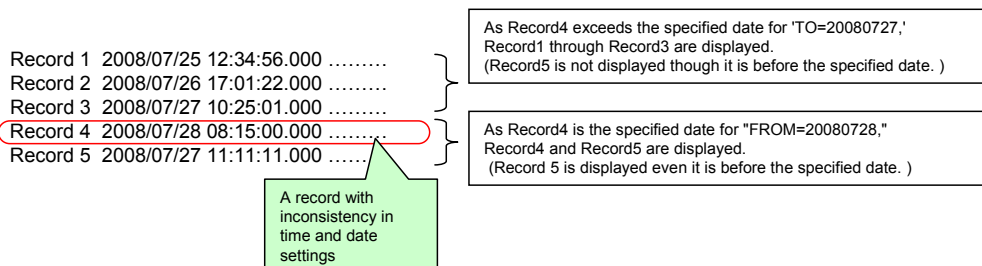 Record 1 2008/07/25 12:34:56.000 ………
Record 2 2008/07/26 17:01:22.000 ………
Record 3 2008/07/27 10:25:01.000 ………
Record 4 2008/07/28 08:15:00.000 ………
Record 5 2008/07/27 11:11:11.000 ………
As Record4 exceeds the specified date for 'TO=20080727,'
Record1 through Record3 are displayed.
(Record5 is not displayed though it is before the specified date. )
As Record4 is the specified date for "FROM=20080728,"
Record4 and Record5 are displayed.
(Record 5 is displayed even it is before the specified date. )
A record with
inconsistency in
time and date
settings